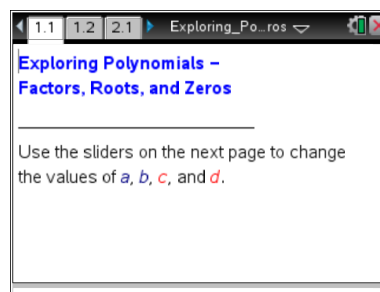 1.1 1.2 2.1 Exploring_Po…ros
Exploring Polynomials –
Factors, Roots, and Zeros
Use the sliders on the next page to change
the values of a, b, c, and d.